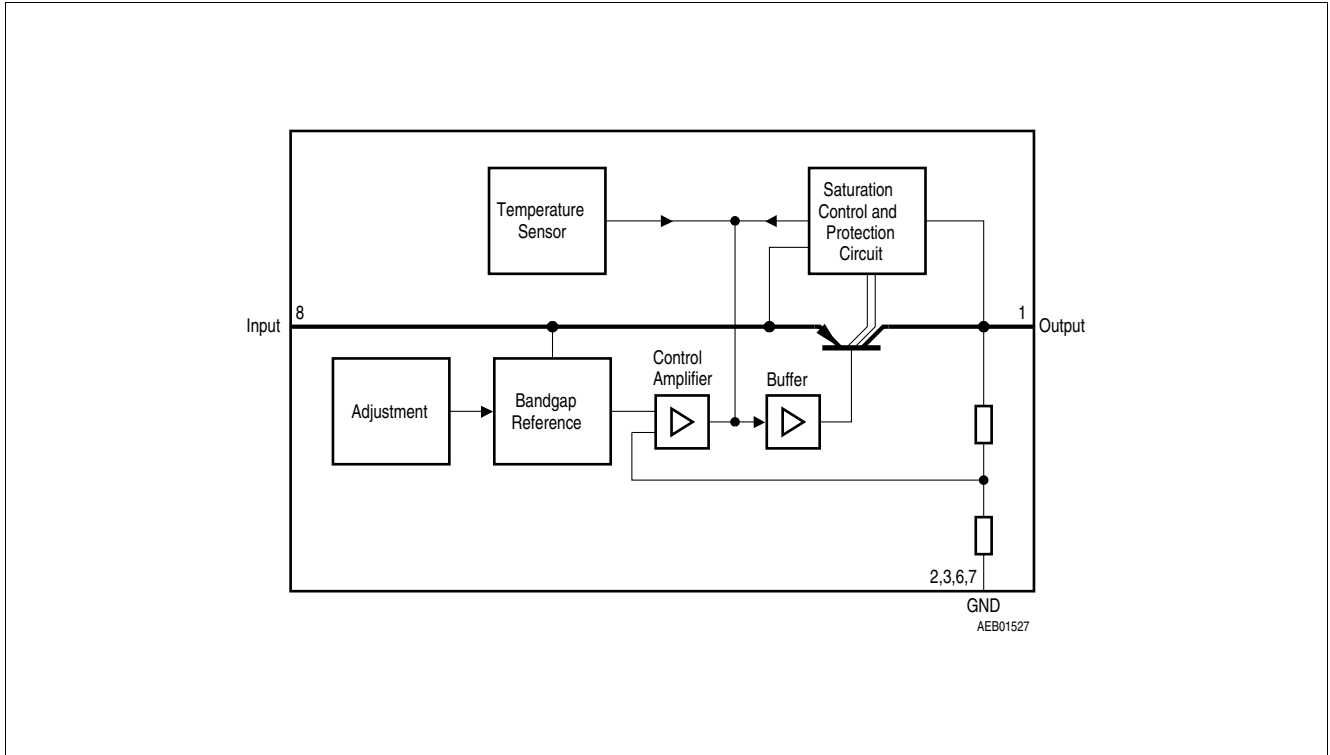 Temperature
Sensor
Saturation
Control and
Protection
Circuit
Input
8
1
Output
Adjustment
Bandgap
Reference
Control
Amplifier
Buffer
2,3,6,7
GND
AEB01527